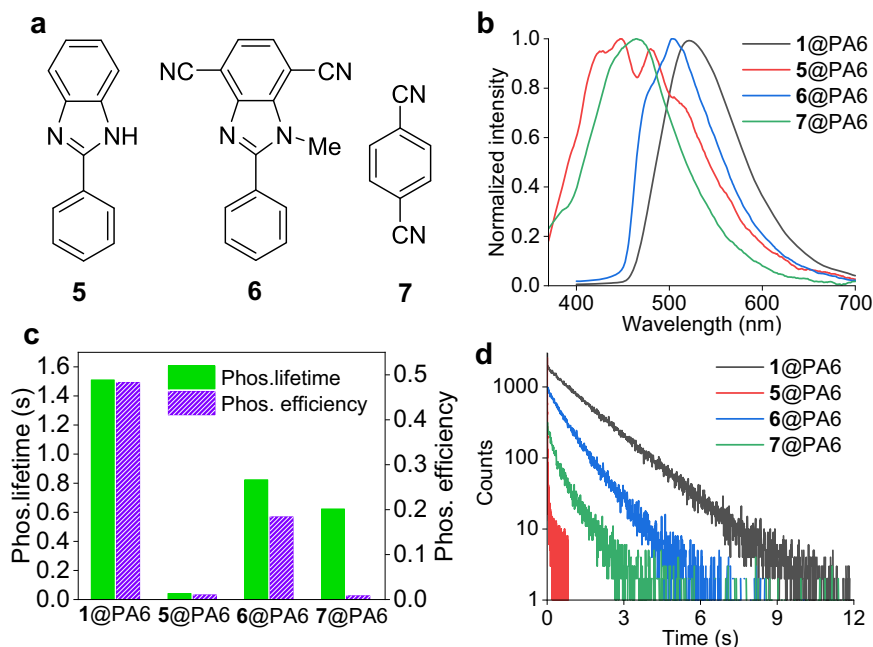 a
NC
CN
N
N
Me
6
N
NH
5
CN
CN
7
b
1.0
0.8
0.6
0.4
0.2
0.0
Normalized intensity
400
500
600
700
Wavelength (nm)
1@PA6
5@PA6
6@PA6
7@PA6
c
1.6
1.4
1.2
1.0
0.8
0.6
0.4
0.2
0.0
Phos.lifetime (s)
Phos.lifetime
Phos. efficiency
0.5
0.4
0.3
0.2
0.1
0.0
Phos. efficiency
1@PA6
5@PA6
6@PA6
7@PA6
d
1000
100
10
1
Counts
0
3
6
9
12
Time (s)
1@PA6
5@PA6
6@PA6
7@PA6